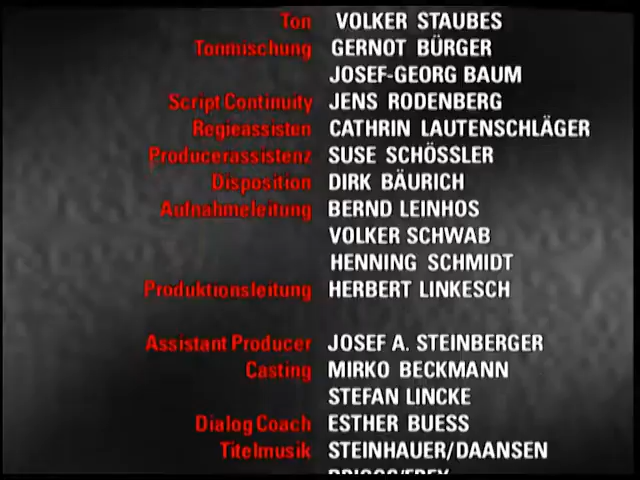 Ton VOLKER STAUBES
Tonmischung GERNOT BÜRGER
JOSEF-GEORG BAUM
Script Continuity JENS RODENBERG
Regieassisten CATHRIN LAUTENSCHLÄGER
Producerassistenz SUSE SCHÖSSLER
Disposition DIRK BÄURICH
Aufnahmeleitung BERND LEINHOS
VOLKER SCHWAB
HENNING SCHMIDT
Produktionsleitung HERBERT LINKESCH
Assistant Producer JOSEF A. STEINBERGER
Casting MIRKO BECKMANN
STEFAN LINCKE
Dialog Coach ESTHER BUESS
Titelmusik STEINHAUER/DAANSEN